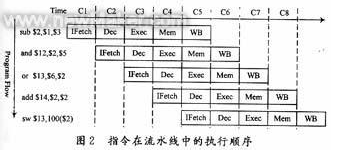 Time C1 C2 C3 C4 C5 C6 C7 C8
sub $2,$1,$3 IFetch Dec Exec Mem WB
and $12,$2,$5 IFetch Dec Exec Mem WB
or $13,$6,$2 IFetch Dec Exec Mem WB
add $14,$2,$2 IFetch Dec Exec Mem WB
sw $13,100($2) IFetch Dec Exec Mem WB
Program Flow
图2 指令在流水线中的执行顺序